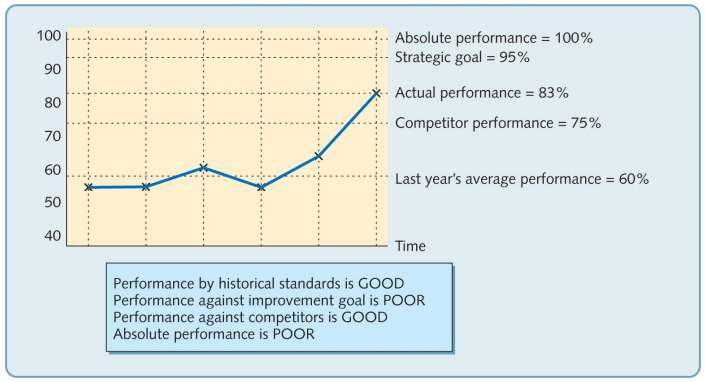 100
90
80
70
60
50
40
Absolute performance = 100%
Strategic goal = 95%
Actual performance = 83%
Competitor performance = 75%
Last year's average performance = 60%
Time
Performance by historical standards is GOOD
Performance against improvement goal is POOR
Performance against competitors is GOOD
Absolute performance is POOR